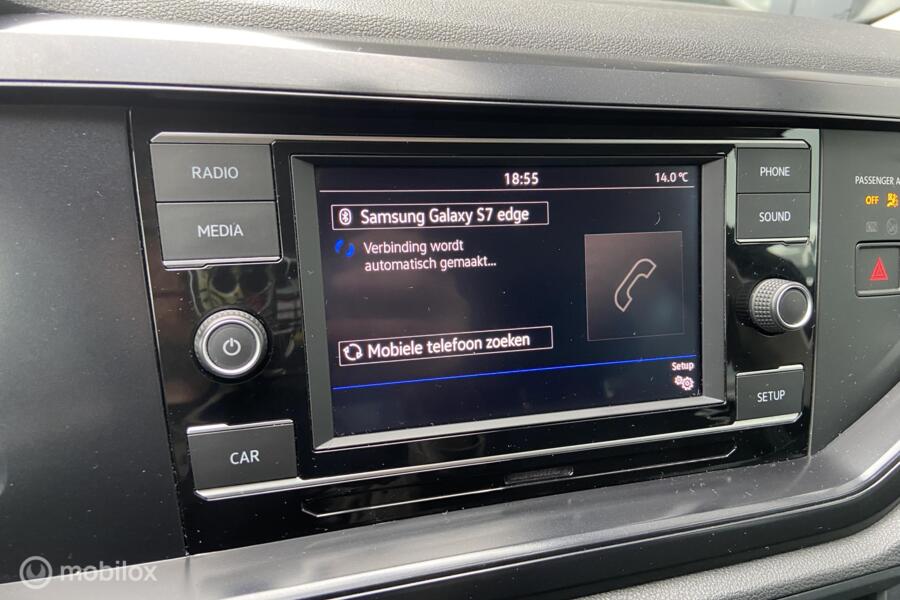 RADIO
MEDIA
CAR
18:55
14.0 °C
Samsung Galaxy S7 edge
Verbinding wordt
automatisch gemaakt...
Mobiele telefoon zoeken
Setup
PHONE
SOUND
SETUP
PASSENGER A
OFF
mobilox